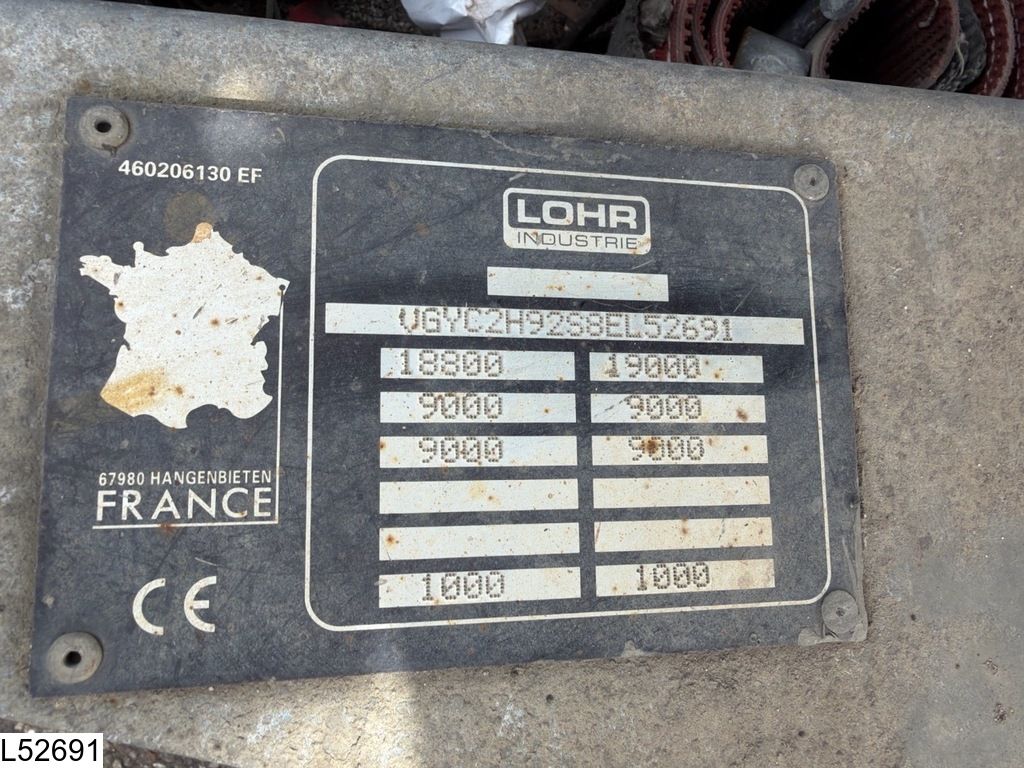 460206130 EF
LOHR
INDUSTRIE
VGYC2H92S8EL52691
18800 19000
9000 9000
9000 9000
1000 1000
67980 HANGENBIETEN
FRANCE
CE
L52691